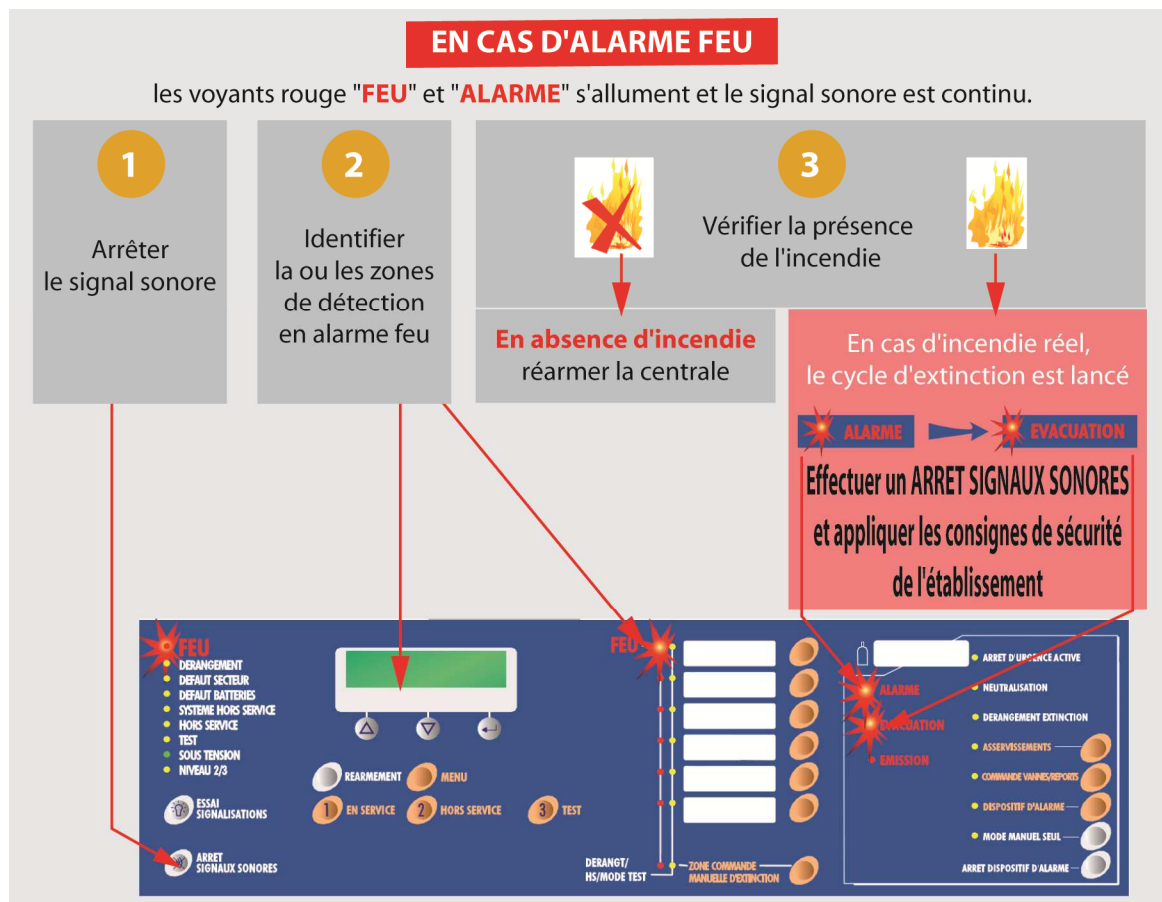 EN CAS D'ALARME FEU
les voyants rouge "FEU" et "ALARME" s'allument et le signal sonore est continu.
1
Arrêter
le signal sonore
2
Identifier
la ou les zones
de détection
en alarme feu
3
Vérifier la présence
de l'incendie
En absence d'incendie
réarmer la centrale
En cas d'incendie réel,
le cycle d'extinction est lancé
ALARME
EVACUATION
Effectuer un ARRET SIGNAUX SONORES
et appliquer les consignes de sécurité
de l'établissement
FEU
DERANGEMENT
DEFAUT SECTEUR
DEFAUT BATTERIES
SYSTEME HORS SERVICE
HORS SERVICE
TEST
SOUS TENSION
NIVEAU 2/3
ESSAI
SIGNALISATIONS
ARRET
SIGNAUX SONORES
REARMEMENT
MENU
1 EN SERVICE
2 HORS SERVICE
3 TEST
FEU
DERANGT/
HS/MODE TEST
ZONE COMMANDE
MANUELLE D'EXTINCTION
ALARME
EVACUATION
EMISSION
ARRET D'URGENCE ACTIVE
NEUTRALISATION
DERANGEMENT EXTINCTION
ASSERVISSEMENTS
COMMANDE VANNES/REPORTS
DISPOSITIF D'ALARME
MODE MANUEL SEUL
ARRET DISPOSITIF D'ALARME